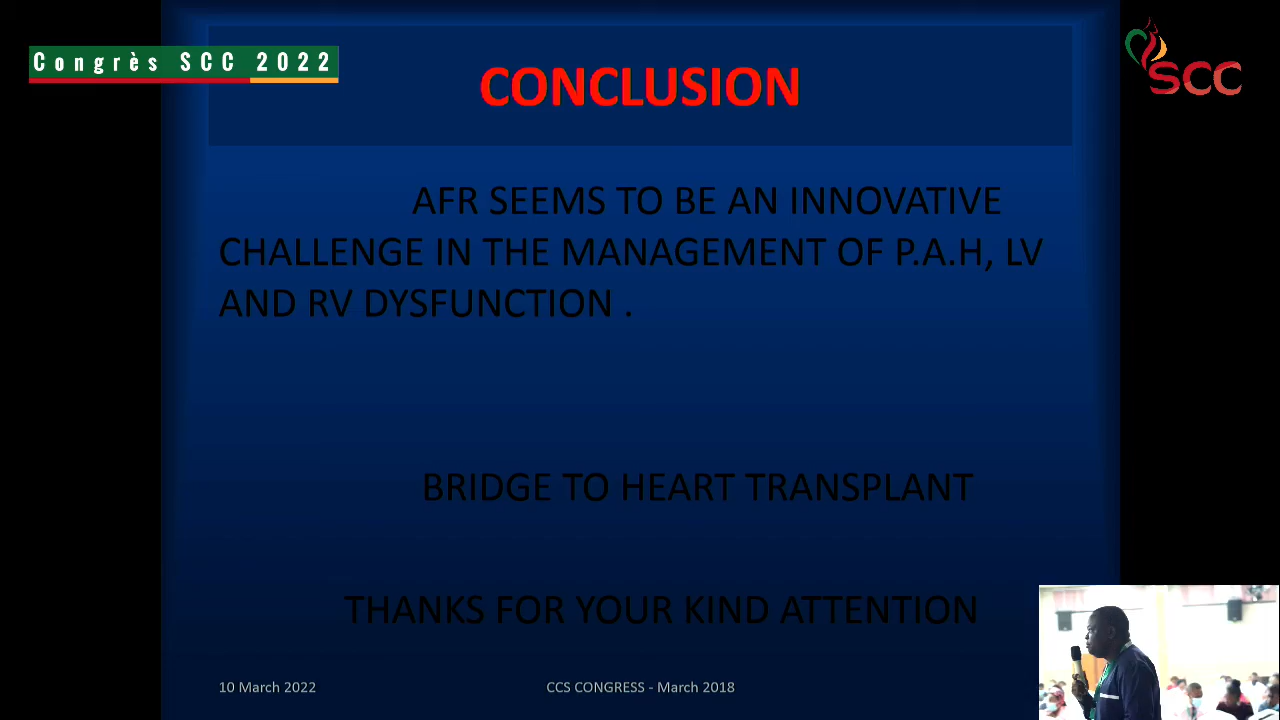 Congrès SCC 2022
SCC
CONCLUSION
AFR SEEMS TO BE AN INNOVATIVE
CHALLENGE IN THE MANAGEMENT OF P.A.H, LV
AND RV DYSFUNCTION .
BRIDGE TO HEART TRANSPLANT
THANKS FOR YOUR KIND ATTENTION
10 March 2022
CCS CONGRESS - March 2018